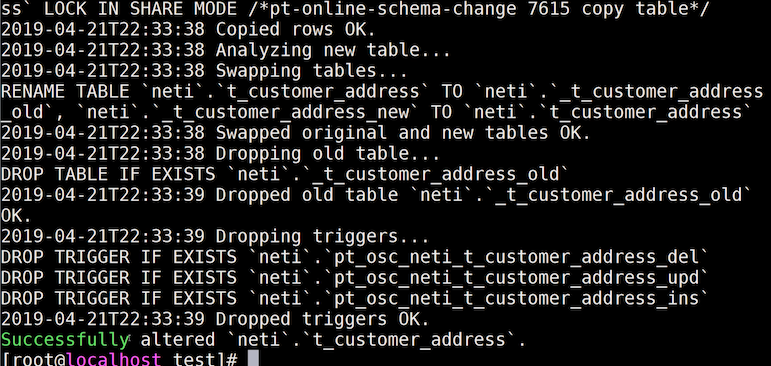 ss` LOCK IN SHARE MODE /*pt-online-schema-change 7615 copy table*/
2019-04-21T22:33:38 Copied rows OK.
2019-04-21T22:33:38 Analyzing new table...
2019-04-21T22:33:38 Swapping tables...
RENAME TABLE `neti`.`t_customer_address` TO `neti`.`_t_customer_address
_old`, `neti`.`_t_customer_address_new` TO `neti`.`t_customer_address`
2019-04-21T22:33:38 Swapped original and new tables OK.
2019-04-21T22:33:38 Dropping old table...
DROP TABLE IF EXISTS `neti`.`_t_customer_address_old`
2019-04-21T22:33:39 Dropped old table `neti`.`_t_customer_address_old`
OK.
2019-04-21T22:33:39 Dropping triggers...
DROP TRIGGER IF EXISTS `neti`.`pt_osc_neti_t_customer_address_del`
DROP TRIGGER IF EXISTS `neti`.`pt_osc_neti_t_customer_address_upd`
DROP TRIGGER IF EXISTS `neti`.`pt_osc_neti_t_customer_address_ins`
2019-04-21T22:33:39 Dropped triggers OK.
Successfully altered `neti`.`t_customer_address`.
[root@localhost test]#